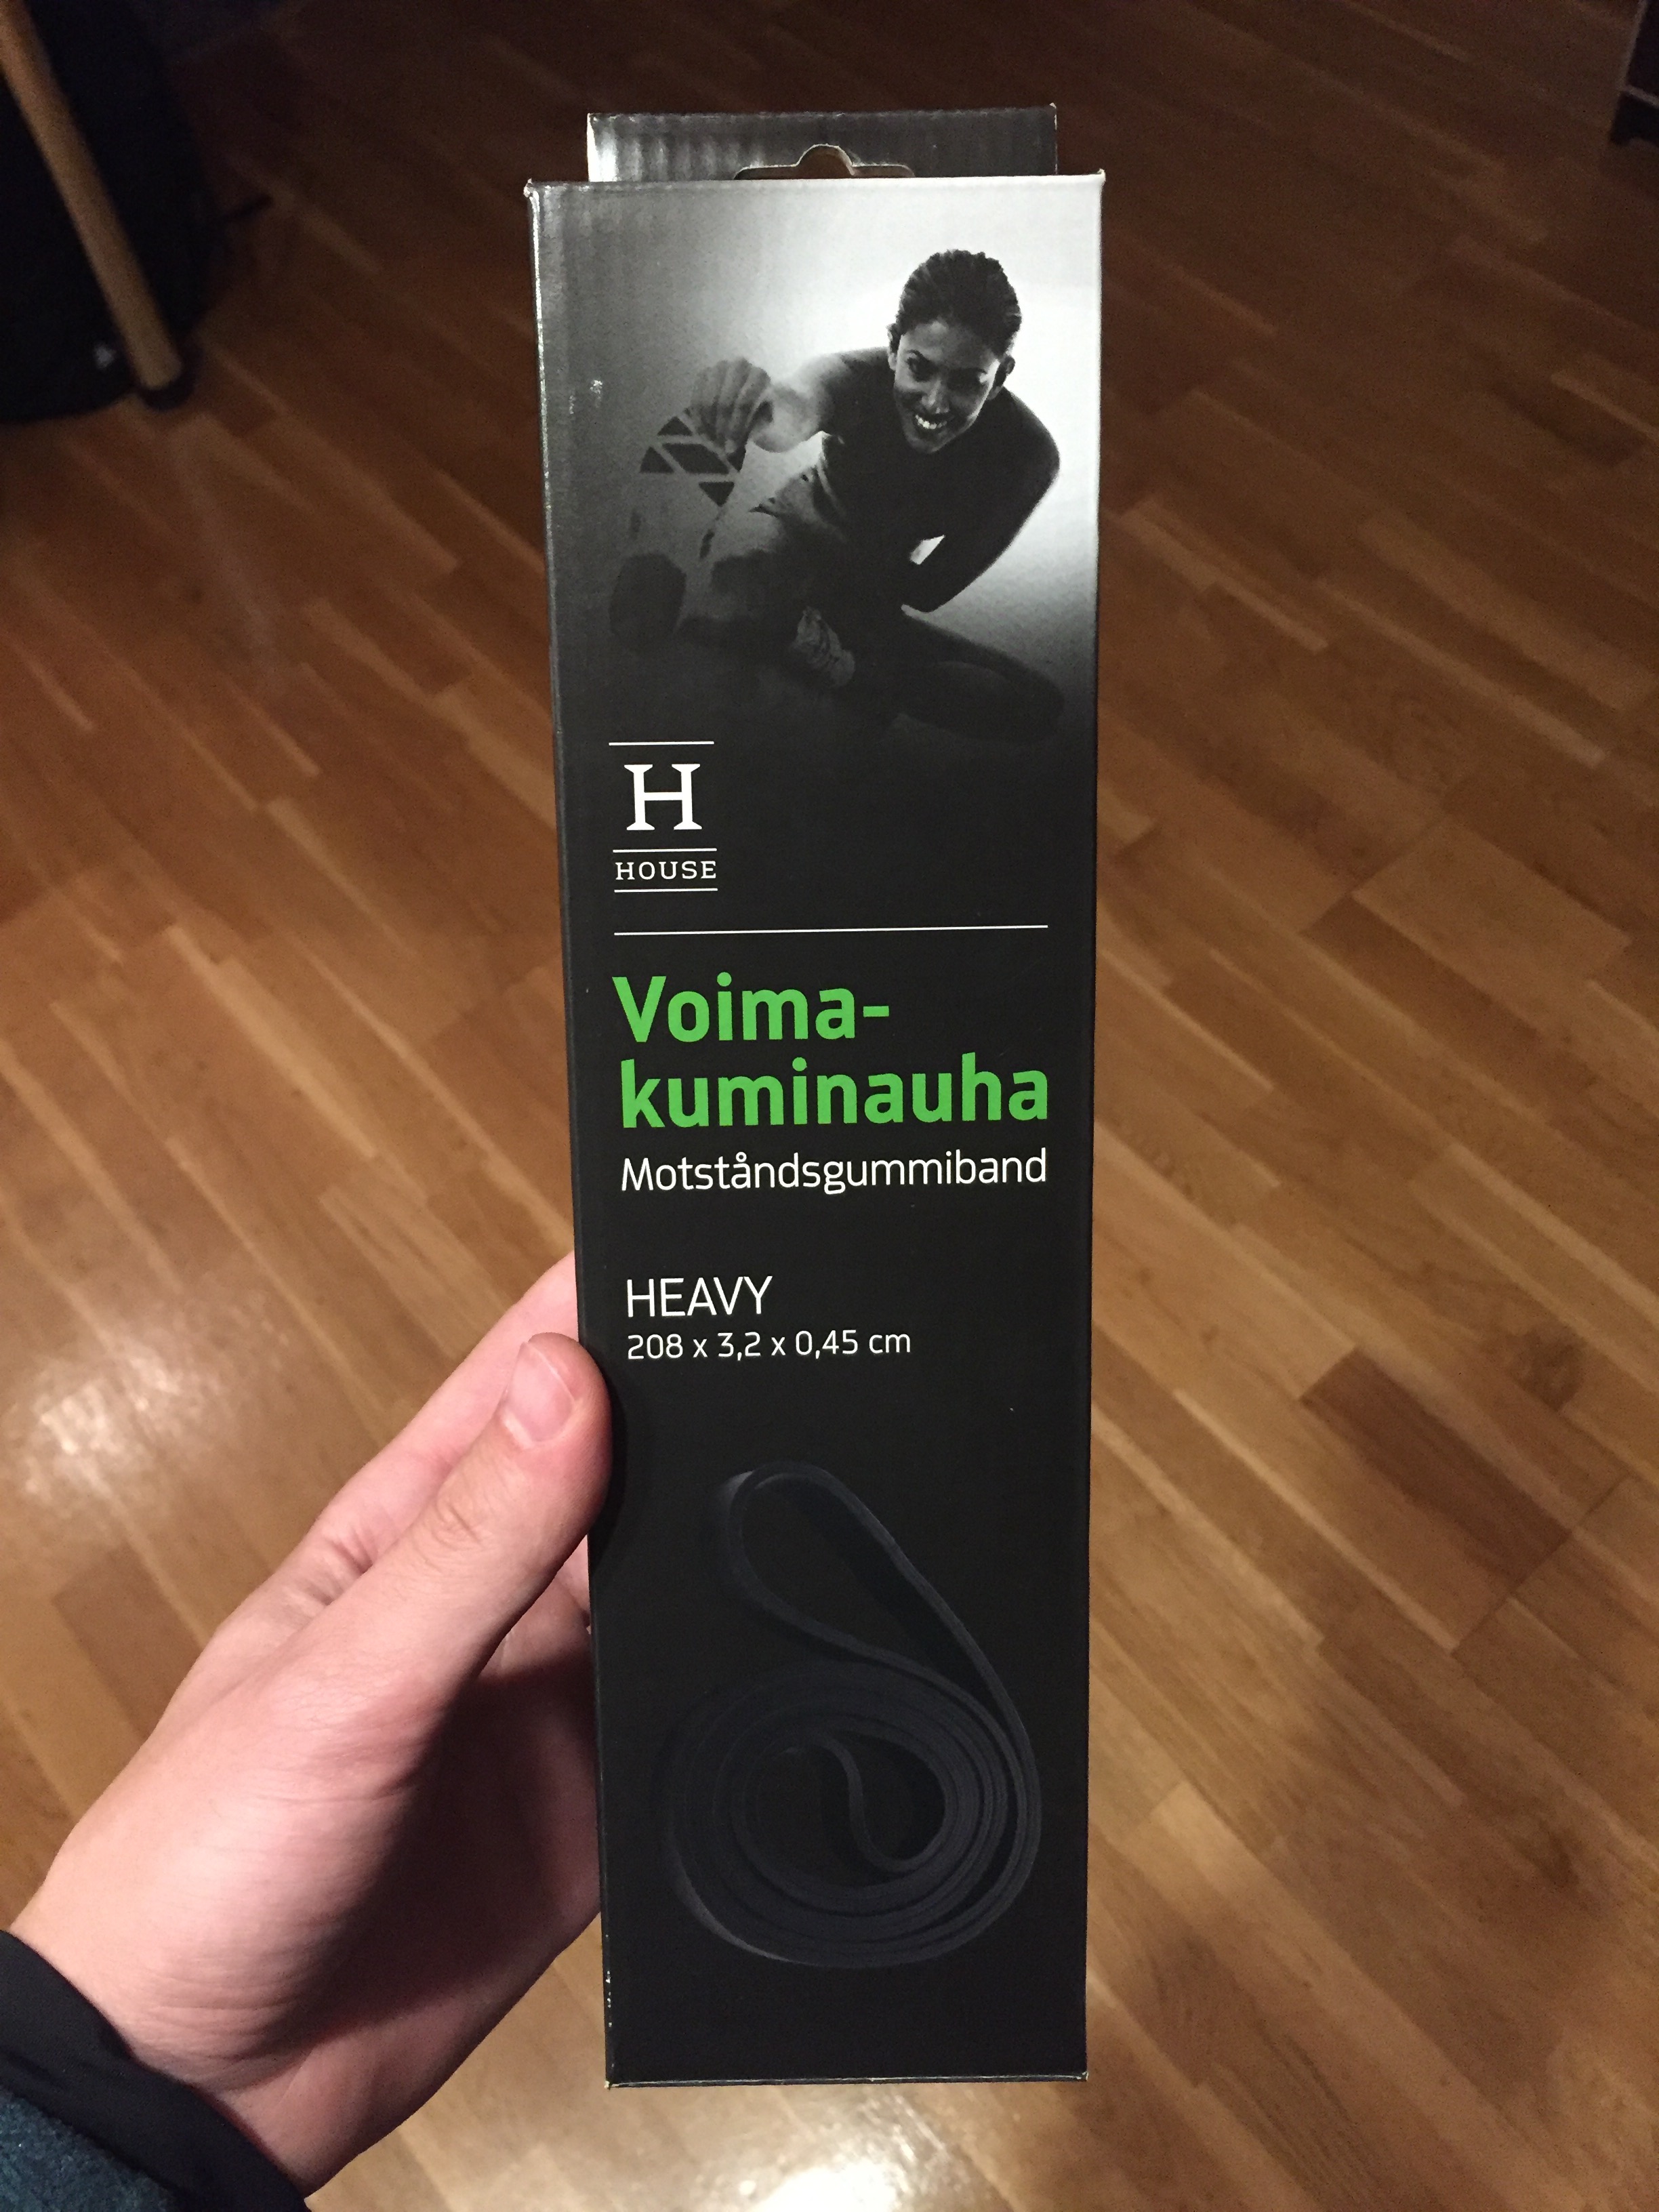 H
HOUSE
Voima-
kuminauha
Motståndsgummiband
HEAVY
208 x 3,2 x 0,45 cm